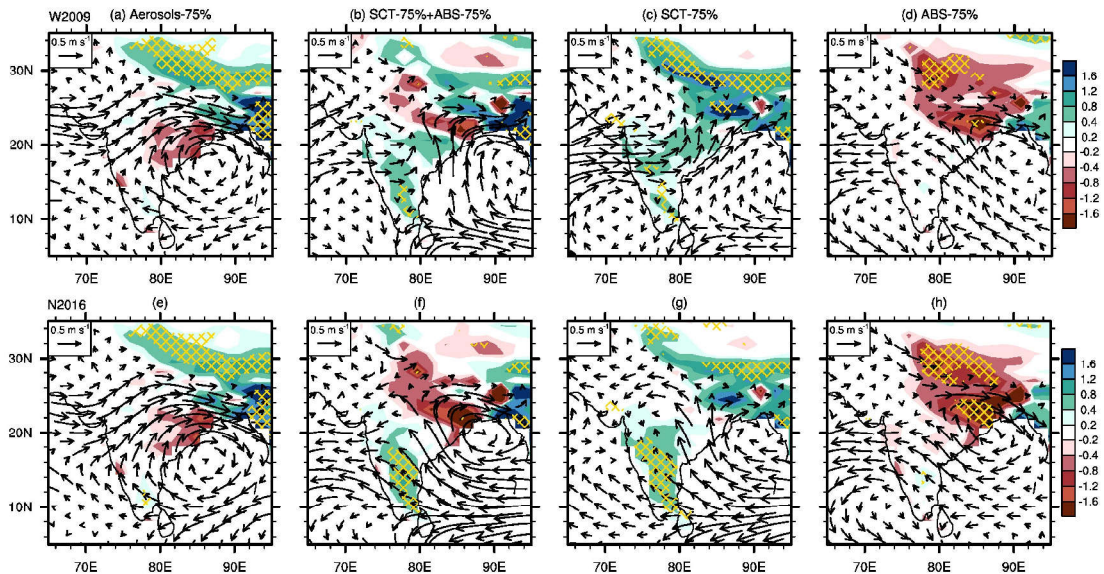 W2009 (a) Aerosols-75% (b) SCT-75%+ABS-75% (c) SCT-75% (d) ABS-75%
0.5 m s⁻¹ 0.5 m s⁻¹ 0.5 m s⁻¹ 0.5 m s⁻¹
30N
20N
10N
1.6
1.2
0.8
0.4
0.2
-0.2
-0.4
-0.8
-1.2
-1.6
70E 80E 90E 70E 80E 90E 70E 80E 90E 70E 80E 90E
N2016 (e) (f) (g) (h)
0.5 m s⁻¹ 0.5 m s⁻¹ 0.5 m s⁻¹ 0.5 m s⁻¹
30N
20N
10N
1.6
1.2
0.8
0.4
0.2
-0.2
-0.4
-0.8
-1.2
-1.6
70E 80E 90E 70E 80E 90E 70E 80E 90E 70E 80E 90E